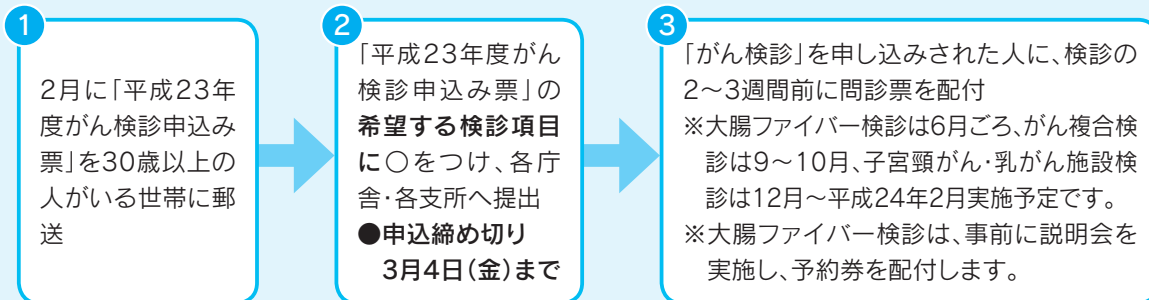 1
2月に「平成23年
度がん検診申込み
票」を30歳以上の
人がいる世帯に郵
送
2
「平成23年度がん
検診申込み票」の
希望する検診項目
に○をつけ、各庁
舎・各支所へ提出
●申込締め切り
3月4日(金)まで
3
「がん検診」を申し込みされた人に、検診の
2～3週間前に問診票を配付
※大腸ファイバー検診は6月ごろ、がん複合検
診は9～10月、子宮頸がん・乳がん施設検
診は12月～平成24年2月実施予定です。
※大腸ファイバー検診は、事前に説明会を
実施し、予約券を配付します。